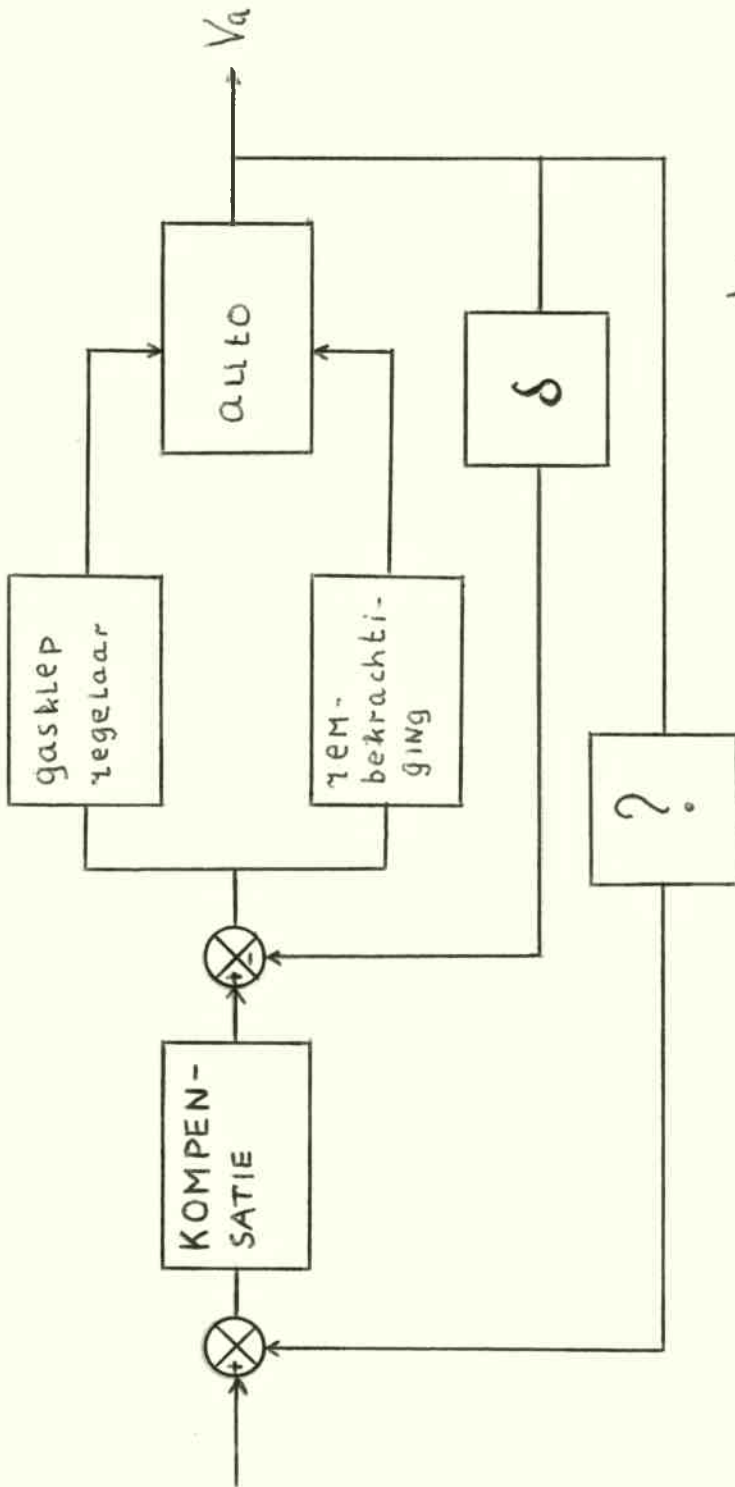 +
KOMPEN-
SATIE
+
-
gasklep
regelaar
rem-
bekrachti-
ging
auto
Va
δ
?